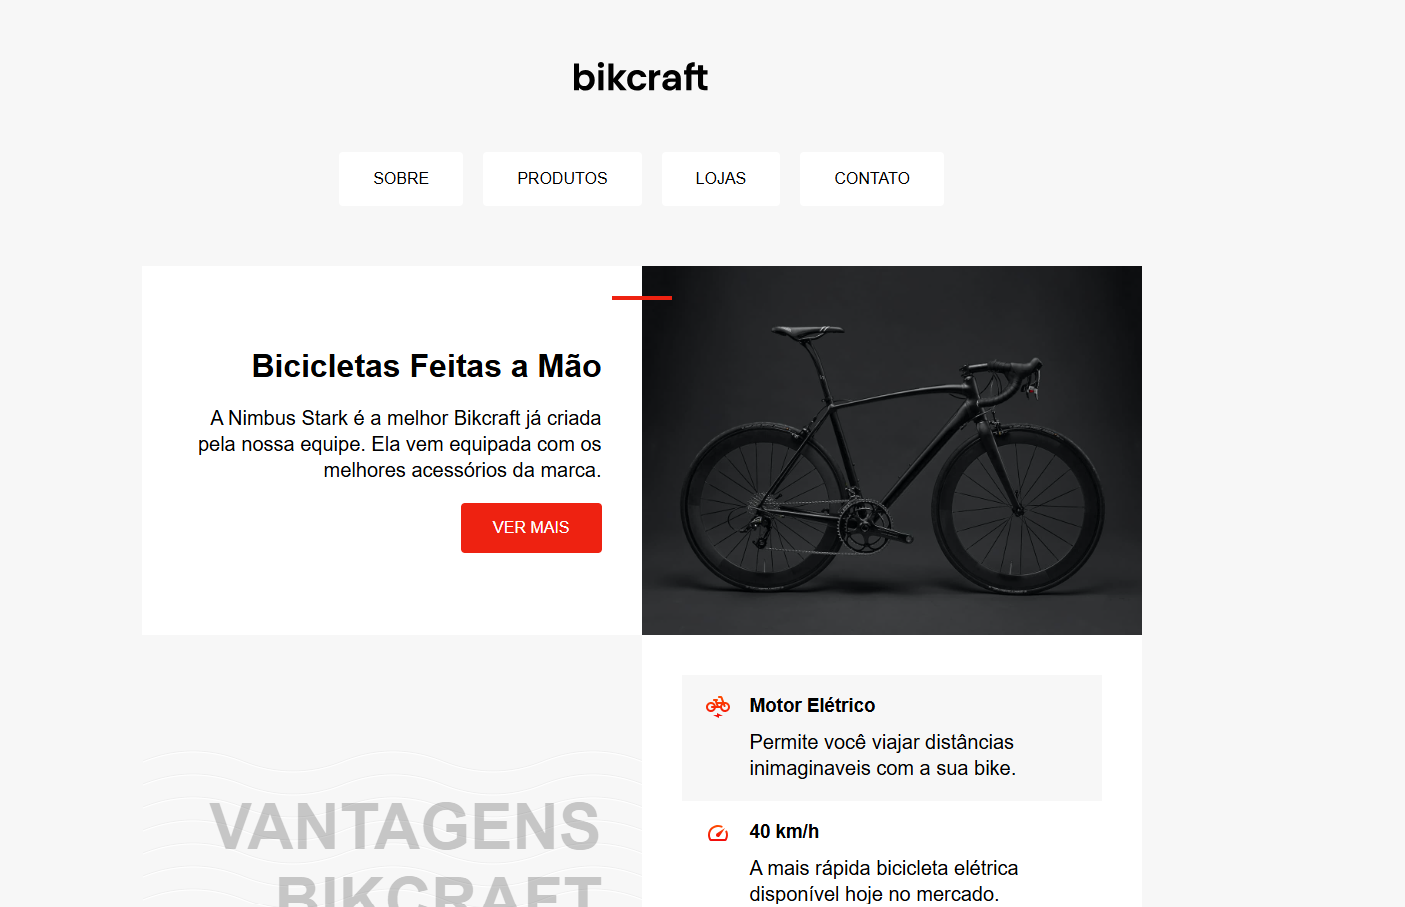 bikcraft
SOBRE
PRODUTOS
LOJAS
CONTATO
Bicicletas Feitas a Mão
A Nimbus Stark é a melhor Bikcraft já criada
pela nossa equipe. Ela vem equipada com os
melhores acessórios da marca.
VER MAIS
VANTAGENS
BIKCRAFT
Motor Elétrico
Permite você viajar distâncias
inimaginaveis com a sua bike.
40 km/h
A mais rápida bicicleta elétrica
disponível hoje no mercado.